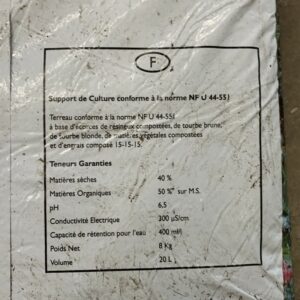 F
Support de Culture conforme à la norme NF U 44-551
Terreau conforme à la norme NF U 44-551
à base d'écorces de résineux compostées, de tourbe brune,
de tourbe blonde, de matières végétales compostées
et d'engrais composé 15-15-15.
Teneurs Garanties
Matières sèches 40 %
Matières Organiques 50 % sur M.S.
pH 6,5
Conductivité Electrique 300 µS/cm
Capacité de rétention pour l'eau 400 ml/l
Poids Net 8 Kg
Volume 20 L